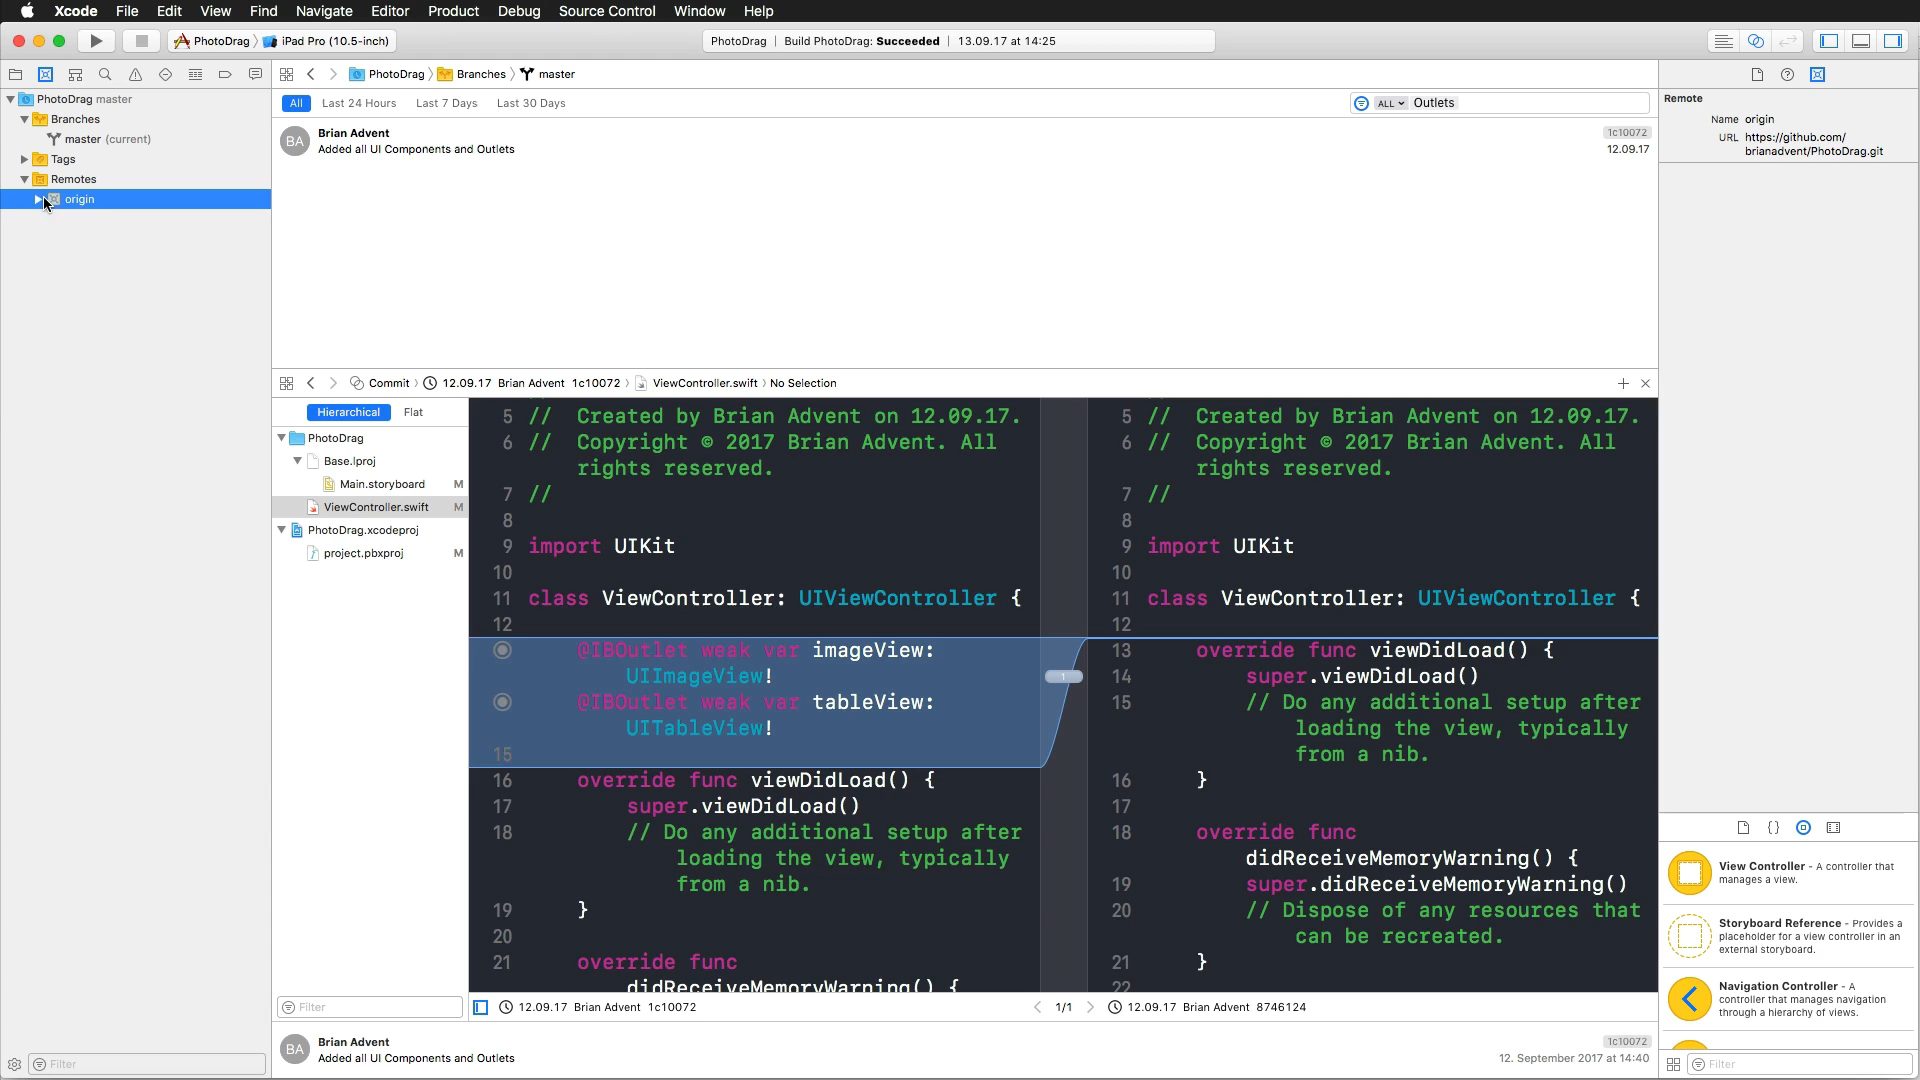 Xcode File Edit View Find Navigate Editor Product Debug Source Control Window Help
PhotoDrag iPad Pro (10.5-inch)
PhotoDrag | Build PhotoDrag: Succeeded | 13.09.17 at 14:25
PhotoDrag Branches master
PhotoDrag master
Branches
master (current)
Tags
Remotes
origin
Filter
All Last 24 Hours Last 7 Days Last 30 Days
ALL Outlets
BA
Brian Advent
Added all UI Components and Outlets
1c10072
12.09.17
Commit 12.09.17 Brian Advent 1c10072 ViewController.swift No Selection
Hierarchical Flat
PhotoDrag
Base.lproj
Main.storyboard M
ViewController.swift M
PhotoDrag.xcodeproj
project.pbxproj M
Filter
5 // Created by Brian Advent on 12.09.17.
6 // Copyright © 2017 Brian Advent. All
rights reserved.
7 //
8
9 import UIKit
10
11 class ViewController: UIViewController {
12
@IBOutlet weak var imageView:
UIImageView!
@IBOutlet weak var tableView:
UITableView!
15
16 override func viewDidLoad() {
17 super.viewDidLoad()
18 // Do any additional setup after
loading the view, typically
from a nib.
19 }
20
21 override func
didReceiveMemoryWarning() {
1
5 // Created by Brian Advent on 12.09.17.
6 // Copyright © 2017 Brian Advent. All
rights reserved.
7 //
8
9 import UIKit
10
11 class ViewController: UIViewController {
12
13 override func viewDidLoad() {
14 super.viewDidLoad()
15 // Do any additional setup after
loading the view, typically
from a nib.
16 }
17
18 override func
didReceiveMemoryWarning() {
19 super.didReceiveMemoryWarning()
20 // Dispose of any resources that
can be recreated.
21 }
22
12.09.17 Brian Advent 1c10072
1/1
12.09.17 Brian Advent 8746124
BA
Brian Advent
Added all UI Components and Outlets
1c10072
12. September 2017 at 14:40
Remote
Name origin
URL https://github.com/
brianadvent/PhotoDrag.git
{}
View Controller - A controller that
manages a view.
Storyboard Reference - Provides a
placeholder for a view controller in an
external storyboard.
Navigation Controller - A
controller that manages navigation
through a hierarchy of views.
Filter